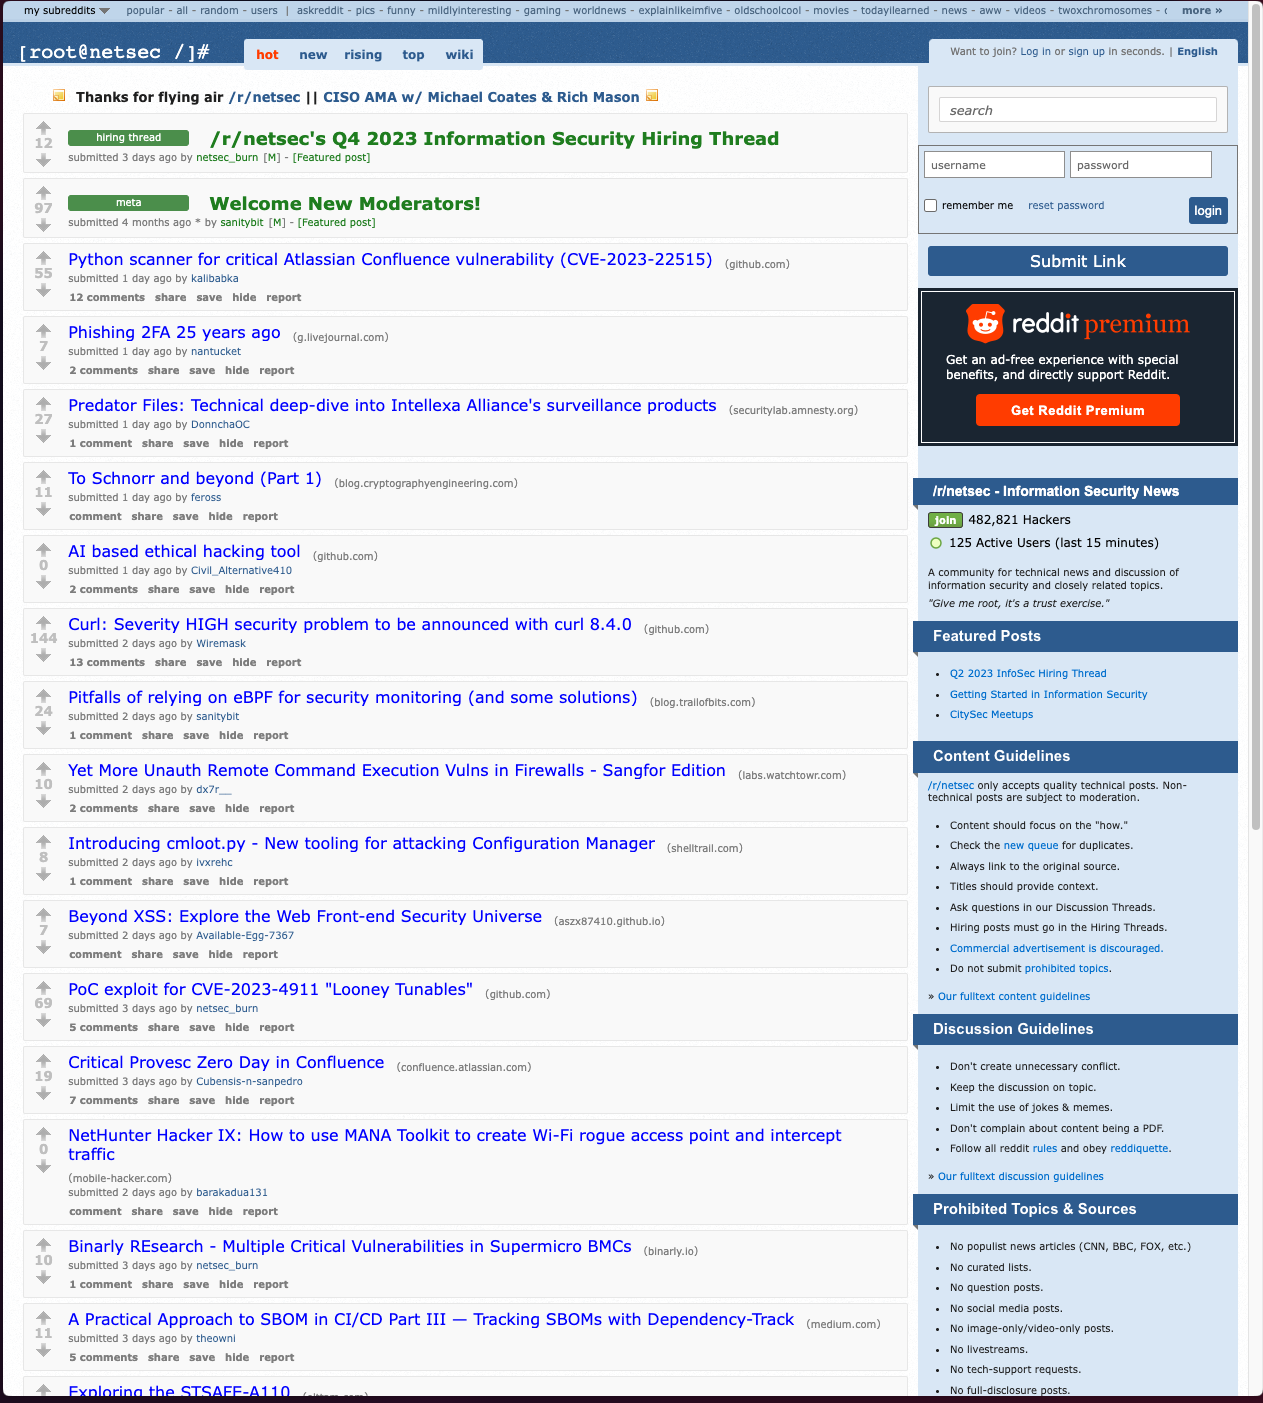 my subreddits popular - all - random - users | askreddit - pics - funny - mildlyinteresting - gaming - worldnews - explainlikeimfive - oldschoolcool - movies - todayilearned - news - aww - videos - twoxchromosomes - more »
[root@netsec /]# hot new rising top wiki
Want to join? Log in or sign up in seconds. | English
Thanks for flying air /r/netsec || CISO AMA w/ Michael Coates & Rich Mason
12
hiring thread /r/netsec's Q4 2023 Information Security Hiring Thread
submitted 3 days ago by netsec_burn [M] - [Featured post]
97
meta Welcome New Moderators!
submitted 4 months ago * by sanitybit [M] - [Featured post]
55
Python scanner for critical Atlassian Confluence vulnerability (CVE-2023-22515) (github.com)
submitted 1 day ago by kalibabka
12 comments share save hide report
7
Phishing 2FA 25 years ago (g.livejournal.com)
submitted 1 day ago by nantucket
2 comments share save hide report
27
Predator Files: Technical deep-dive into Intellexa Alliance's surveillance products (securitylab.amnesty.org)
submitted 1 day ago by DonnchaOC
1 comment share save hide report
11
To Schnorr and beyond (Part 1) (blog.cryptographyengineering.com)
submitted 1 day ago by feross
comment share save hide report
0
AI based ethical hacking tool (github.com)
submitted 1 day ago by Civil_Alternative410
2 comments share save hide report
144
Curl: Severity HIGH security problem to be announced with curl 8.4.0 (github.com)
submitted 2 days ago by Wiremask
13 comments share save hide report
24
Pitfalls of relying on eBPF for security monitoring (and some solutions) (blog.trailofbits.com)
submitted 2 days ago by sanitybit
1 comment share save hide report
10
Yet More Unauth Remote Command Execution Vulns in Firewalls - Sangfor Edition (labs.watchtowr.com)
submitted 2 days ago by dx7r__
2 comments share save hide report
8
Introducing cmloot.py - New tooling for attacking Configuration Manager (shelltrail.com)
submitted 2 days ago by ivxrehc
1 comment share save hide report
7
Beyond XSS: Explore the Web Front-end Security Universe (aszx87410.github.io)
submitted 2 days ago by Available-Egg-7367
comment share save hide report
69
PoC exploit for CVE-2023-4911 "Looney Tunables" (github.com)
submitted 3 days ago by netsec_burn
5 comments share save hide report
19
Critical Provesc Zero Day in Confluence (confluence.atlassian.com)
submitted 3 days ago by Cubensis-n-sanpedro
7 comments share save hide report
0
NetHunter Hacker IX: How to use MANA Toolkit to create Wi-Fi rogue access point and intercept
traffic
(mobile-hacker.com)
submitted 2 days ago by barakadua131
comment share save hide report
10
Binarly REsearch - Multiple Critical Vulnerabilities in Supermicro BMCs (binarly.io)
submitted 3 days ago by netsec_burn
1 comment share save hide report
11
A Practical Approach to SBOM in CI/CD Part III — Tracking SBOMs with Dependency-Track (medium.com)
submitted 3 days ago by theowni
5 comments share save hide report
Exploring the STSAFE-A110
search
username password
remember me reset password login
Submit Link
reddit premium
Get an ad-free experience with special
benefits, and directly support Reddit.
Get Reddit Premium
/r/netsec - Information Security News
join 482,821 Hackers
125 Active Users (last 15 minutes)
A community for technical news and discussion of
information security and closely related topics.
"Give me root, it's a trust exercise."
Featured Posts
• Q2 2023 InfoSec Hiring Thread
• Getting Started in Information Security
• CitySec Meetups
Content Guidelines
/r/netsec only accepts quality technical posts. Non-
technical posts are subject to moderation.
• Content should focus on the "how."
• Check the new queue for duplicates.
• Always link to the original source.
• Titles should provide context.
• Ask questions in our Discussion Threads.
• Hiring posts must go in the Hiring Threads.
• Commercial advertisement is discouraged.
• Do not submit prohibited topics.
» Our fulltext content guidelines
Discussion Guidelines
• Don't create unnecessary conflict.
• Keep the discussion on topic.
• Limit the use of jokes & memes.
• Don't complain about content being a PDF.
• Follow all reddit rules and obey reddiquette.
» Our fulltext discussion guidelines
Prohibited Topics & Sources
• No populist news articles (CNN, BBC, FOX, etc.)
• No curated lists.
• No question posts.
• No social media posts.
• No image-only/video-only posts.
• No livestreams.
• No tech-support requests.
• No full-disclosure posts.